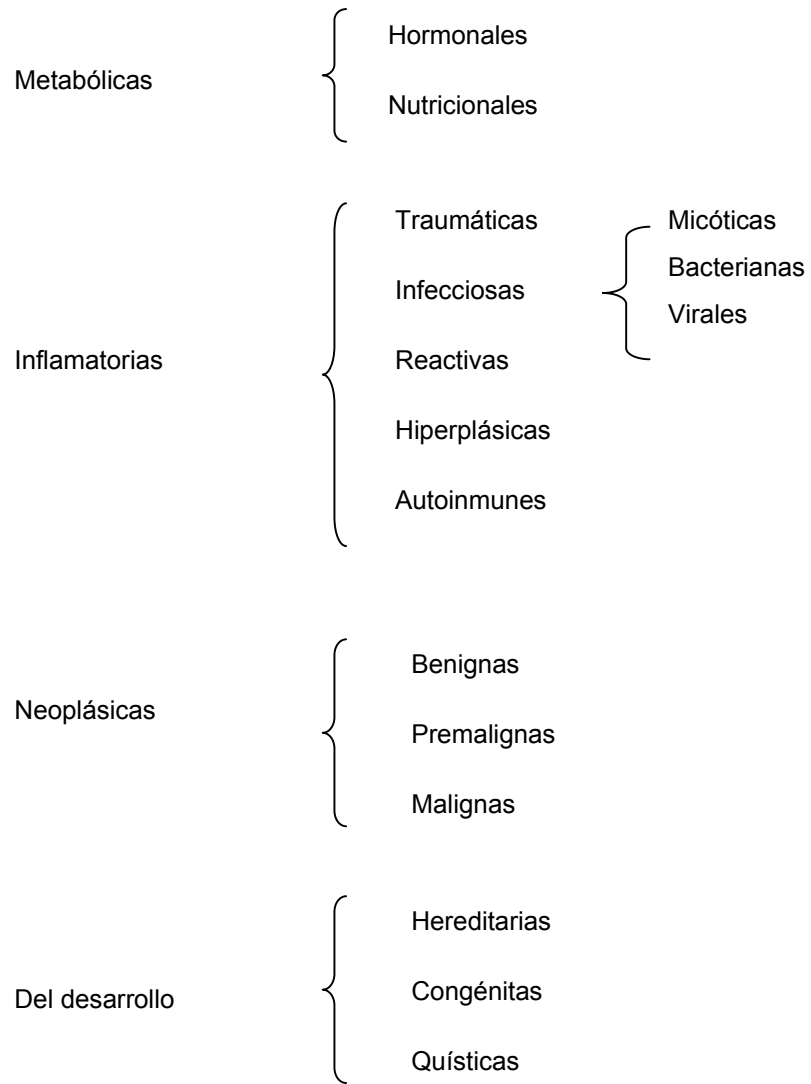 Metabólicas
Hormonales
Nutricionales
Inflamatorias
Traumáticas
Infecciosas
Micóticas
Bacterianas
Virales
Reactivas
Hiperplásicas
Autoinmunes
Neoplásicas
Benignas
Premalignas
Malignas
Del desarrollo
Hereditarias
Congénitas
Quísticas